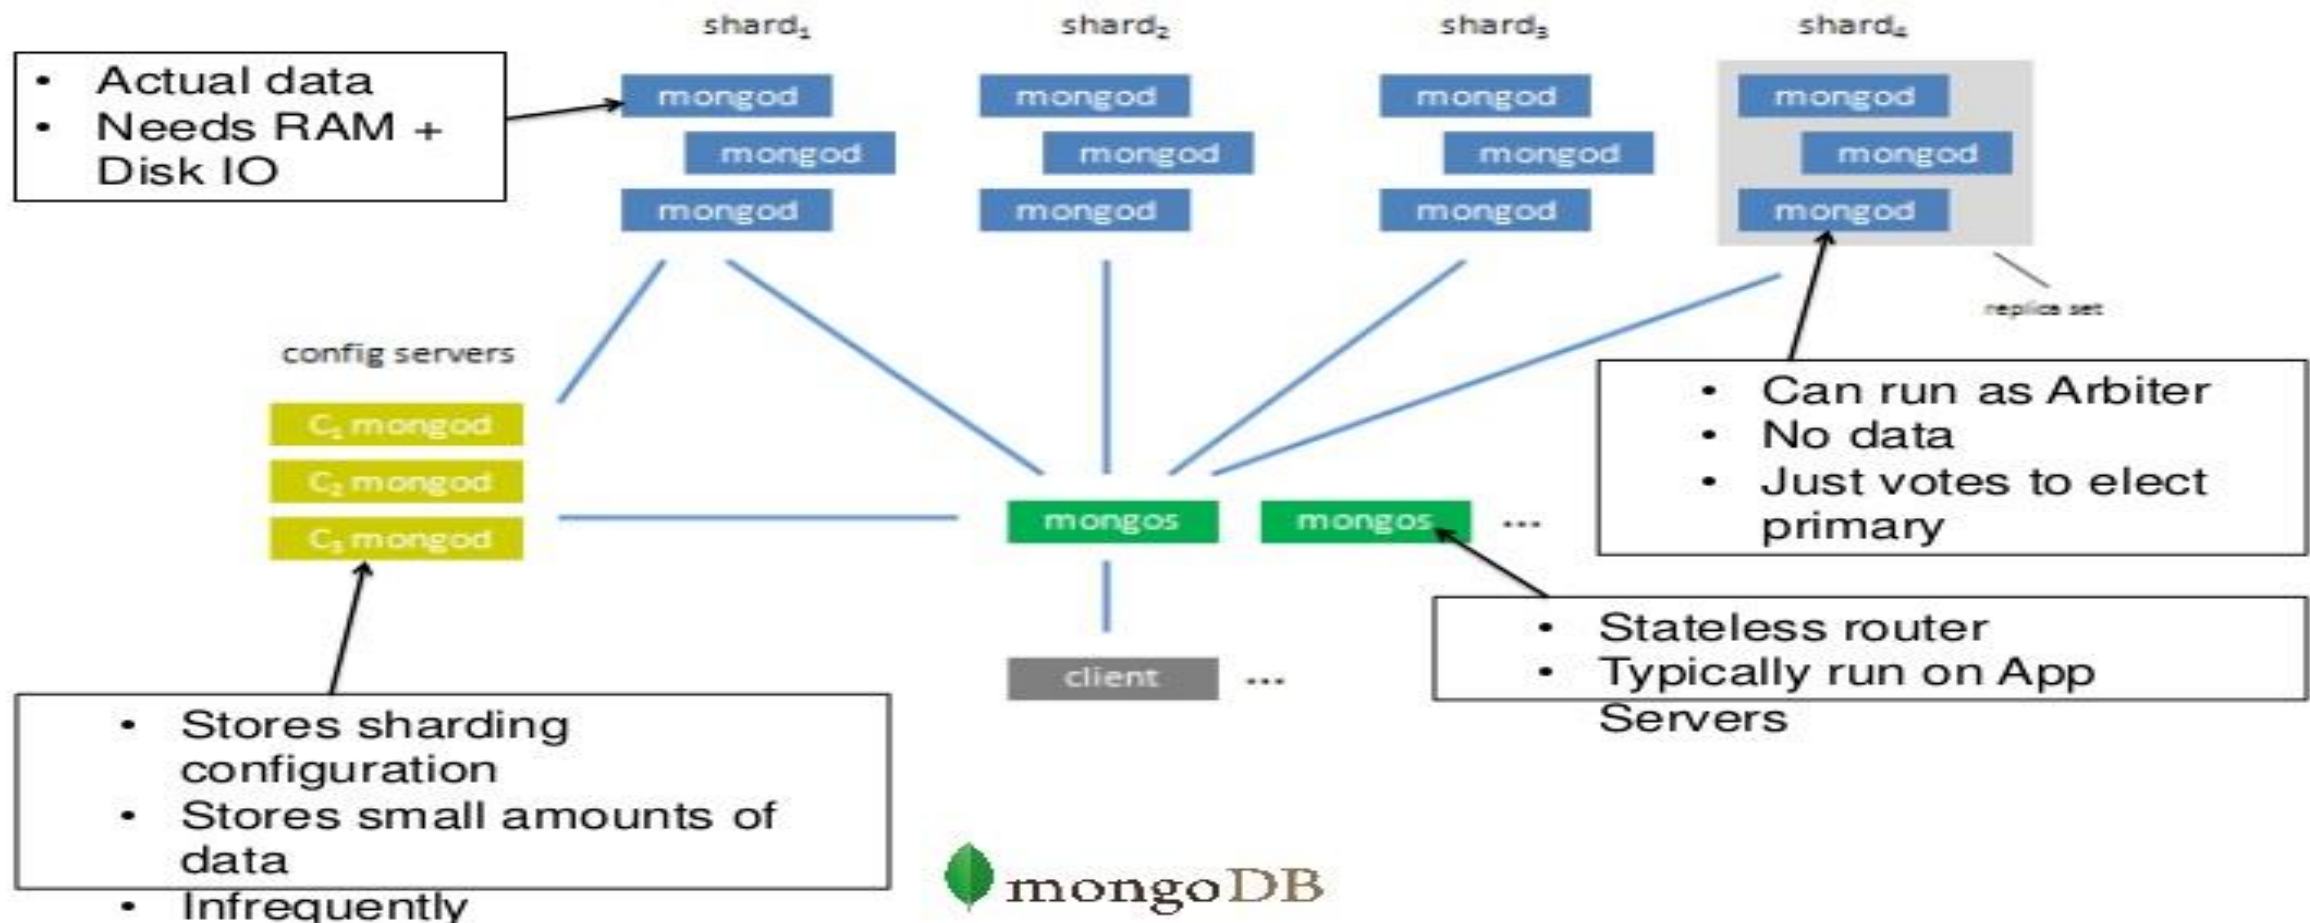 shard₁ shard₂ shard₃ shard₄
• Actual data
• Needs RAM +
Disk IO
mongod mongod mongod mongod
mongod mongod mongod mongod
mongod mongod mongod mongod
replica set
config servers
C₁ mongod
C₂ mongod
C₃ mongod
• Can run as Arbiter
• No data
• Just votes to elect
primary
mongos mongos ...
• Stateless router
• Typically run on App
Servers
client ...
• Stores sharding
configuration
• Stores small amounts of
data
• Infrequently
mongoDB